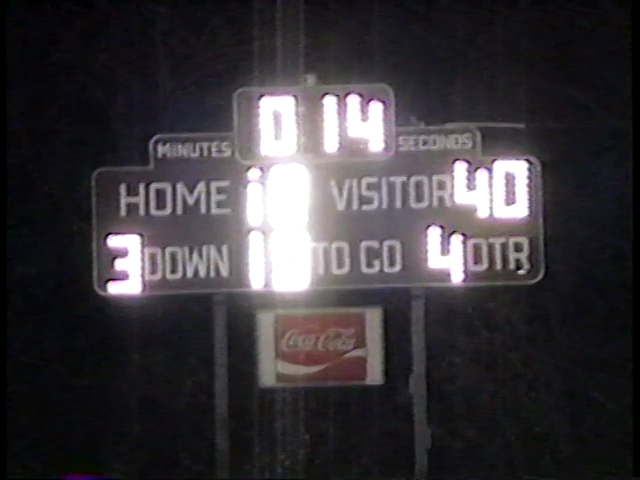 0 14
MINUTES SECONDS
HOME VISITOR 40
3 DOWN TO GO 4 QTR
Coca-Cola